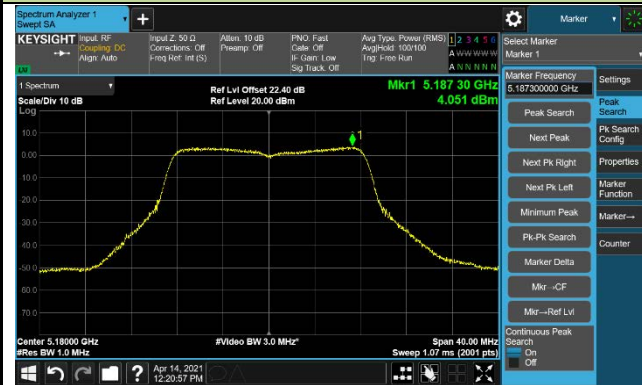 Spectrum Analyzer 1
Swept SA
+
Marker
KEYSIGHT
Input: RF
Coupling: DC
Align: Auto
Input Z: 50 Ω
Corrections: Off
Freq Ref: Int (S)
Atten: 10 dB
Preamp: Off
PNO: Fast
Gate: Off
IF Gain: Low
Sig Track: Off
Avg Type: Power (RMS)
Avg|Hold: 100/100
Trig: Free Run
1 2 3 4 5 6
A W W W W W
A N N N N N
Select Marker
Marker 1
1 Spectrum
Scale/Div 10 dB
Log
Ref Lvl Offset 22.40 dB
Ref Level 20.00 dBm
Mkr1 5.187 30 GHz
4.051 dBm
10.0
0.00
-10.0
-20.0
-30.0
-40.0
-50.0
-60.0
-70.0
1
Center 5.18000 GHz
#Res BW 1.0 MHz
#Video BW 3.0 MHz*
Span 40.00 MHz
Sweep 1.07 ms (2001 pts)
Marker Frequency
5.187300000 GHz
Peak Search
Next Peak
Next Pk Right
Next Pk Left
Minimum Peak
Pk-Pk Search
Marker Delta
Mkr→CF
Mkr→Ref Lvl
Continuous Peak
Search
On
Off
Settings
Peak
Search
Pk Search
Config
Properties
Marker
Function
Marker→
Counter
?
Apr 14, 2021
12:20:57 PM